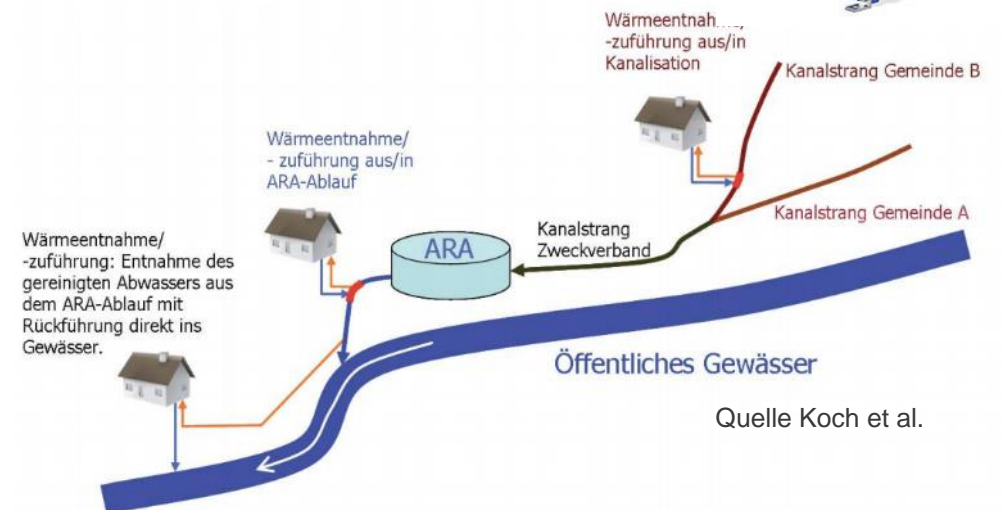 Wärmeentnahme/
-zuführung aus/in
Kanalisation
Kanalstrang Gemeinde B
Wärmeentnahme/
- zuführung aus/in
ARA-Ablauf
Kanalstrang Gemeinde A
Kanalstrang
Zweckverband
ARA
Wärmeentnahme/
-zuführung: Entnahme des
gereinigten Abwassers aus
dem ARA-Ablauf mit
Rückführung direkt ins
Gewässer.
Öffentliches Gewässer
Quelle Koch et al.